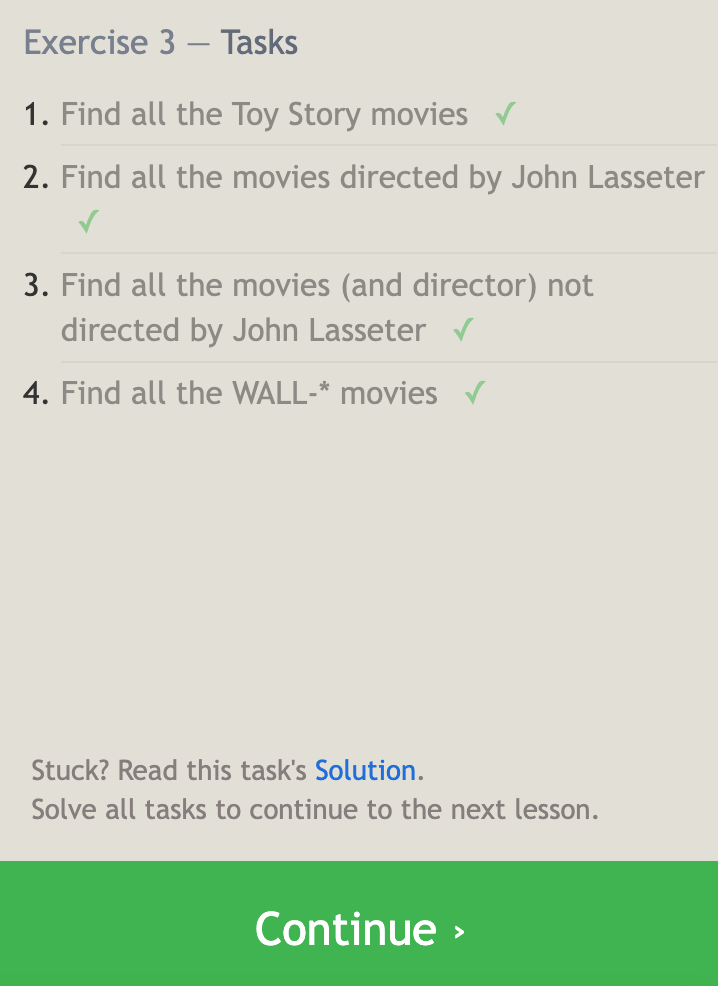 Exercise 3 — Tasks
1. Find all the Toy Story movies ✓
2. Find all the movies directed by John Lasseter
✓
3. Find all the movies (and director) not
directed by John Lasseter ✓
4. Find all the WALL-* movies ✓
Stuck? Read this task's Solution.
Solve all tasks to continue to the next lesson.
Continue ›